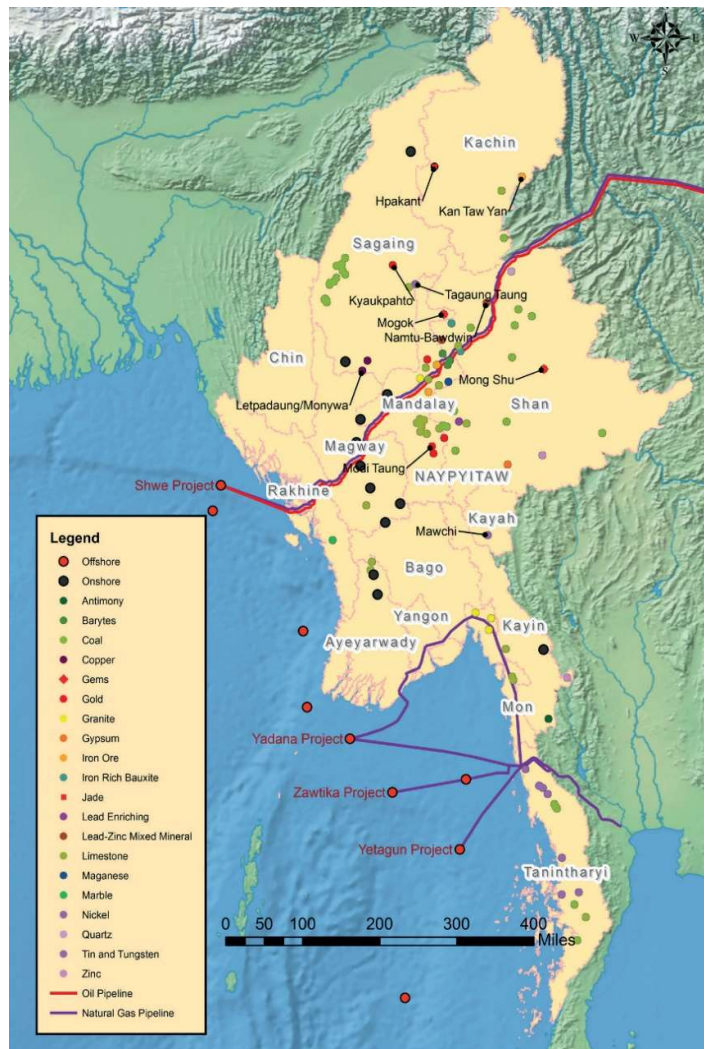 N
W E
S
Kachin
Hpakant
Kan Taw Yan
Sagaing
Kyaukpahto
Tagaung Taung
Mogok
Namtu-Bawdwin
Chin
Mong Shu
Letpadaung/Monywa
Mandalay
Shan
Magway
Modi Taung
NAYPYITAW
Shwe Project
Rakhine
Kayah
Mawchi
Bago
Yangon
Kayin
Ayeyarwady
Mon
Yadana Project
Zawtika Project
Yetagun Project
Tanintharyi
0 100 200 300 400
Miles
Legend
Offshore
Onshore
Antimony
Barytes
Coal
Copper
Gems
Gold
Granite
Gypsum
Iron Ore
Iron Rich Bauxite
Jade
Lead Enriching
Lead-Zinc Mixed Mineral
Limestone
Maganese
Marble
Nickel
Quartz
Tin and Tungsten
Zinc
Oil Pipeline
Natural Gas Pipeline